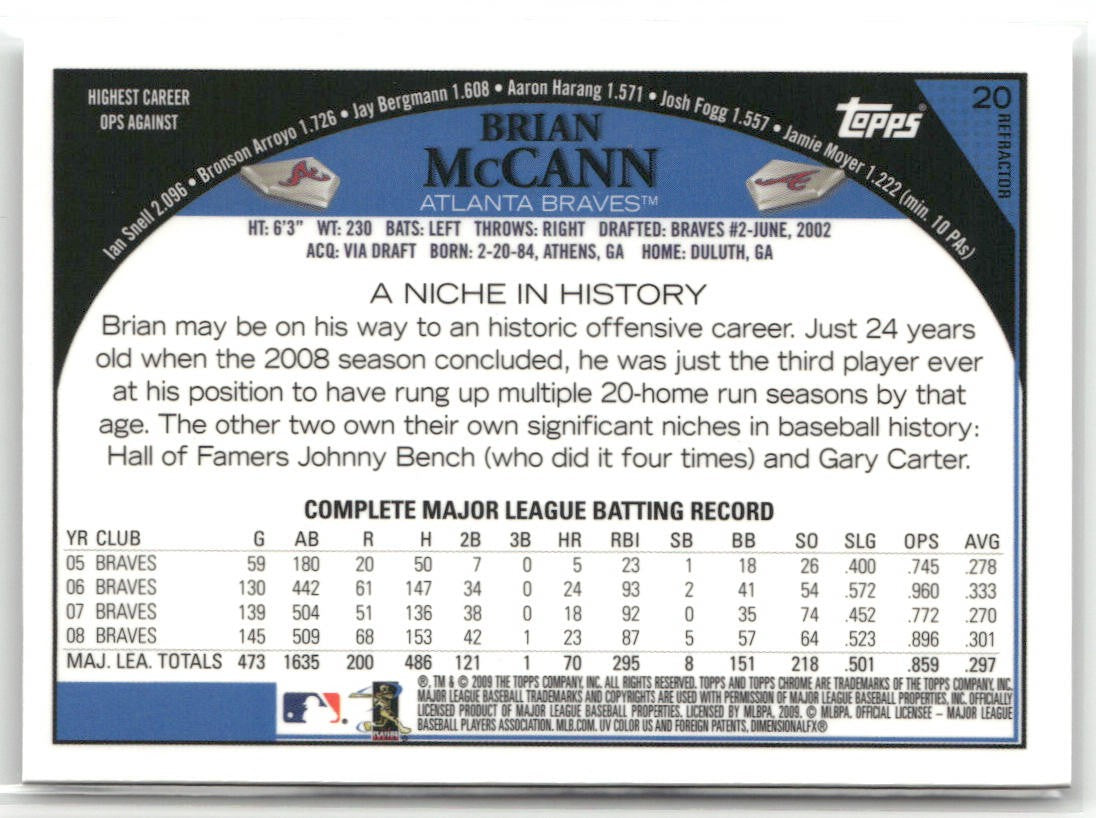 HIGHEST CAREER
OPS AGAINST
Ian Snell 2.096 • Bronson Arroyo 1.726 • Jay Bergmann 1.608 • Aaron Harang 1.571 • Josh Fogg 1.557 • Jamie Moyer 1.222 (min. 10 PAs)
Topps®
20
REFRACTOR
BRIAN
McCANN
ATLANTA BRAVES™
HT: 6'3" WT: 230 BATS: LEFT THROWS: RIGHT DRAFTED: BRAVES #2-JUNE, 2002
ACQ: VIA DRAFT BORN: 2-20-84, ATHENS, GA HOME: DULUTH, GA
A NICHE IN HISTORY
Brian may be on his way to an historic offensive career. Just 24 years
old when the 2008 season concluded, he was just the third player ever
at his position to have rung up multiple 20-home run seasons by that
age. The other two own their own significant niches in baseball history:
Hall of Famers Johnny Bench (who did it four times) and Gary Carter.
COMPLETE MAJOR LEAGUE BATTING RECORD
YR CLUB G AB R H 2B 3B HR RBI SB BB SO SLG OPS AVG
05 BRAVES 59 180 20 50 7 0 5 23 1 18 26 .400 .745 .278
06 BRAVES 130 442 61 147 34 0 24 93 2 41 54 .572 .960 .333
07 BRAVES 139 504 51 136 38 0 18 92 0 35 74 .452 .772 .270
08 BRAVES 145 509 68 153 42 1 23 87 5 57 64 .523 .896 .301
MAJ. LEA. TOTALS 473 1635 200 486 121 1 70 295 8 151 218 .501 .859 .297
®, TM & © 2009 THE TOPPS COMPANY, INC. ALL RIGHTS RESERVED. TOPPS AND TOPPS CHROME ARE TRADEMARKS OF THE TOPPS COMPANY, INC.
MAJOR LEAGUE BASEBALL TRADEMARKS AND COPYRIGHTS ARE USED WITH PERMISSION OF MAJOR LEAGUE BASEBALL PROPERTIES, INC. OFFICIALLY
LICENSED PRODUCT OF MAJOR LEAGUE BASEBALL PROPERTIES. LICENSED BY MLBPA, 2009. © MLBPA. OFFICIAL LICENSEE – MAJOR LEAGUE
BASEBALL PLAYERS ASSOCIATION. MLB.COM. UV COLOR US AND FOREIGN PATENTS, DIMENSIONALFX®